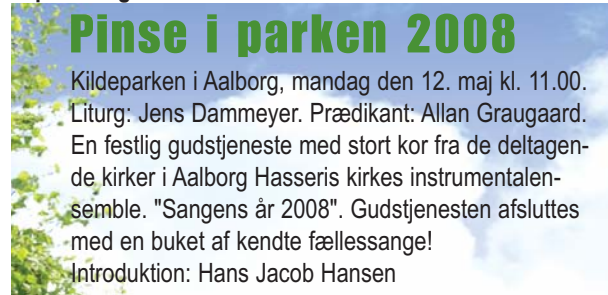 Pinse i parken 2008
Kildeparken i Aalborg, mandag den 12. maj kl. 11.00.
Liturg: Jens Dammeyer. Prædikant: Allan Graugaard.
En festlig gudstjeneste med stort kor fra de deltagen-
de kirker i Aalborg Hasseris kirkes instrumentalen-
semble. "Sangens år 2008". Gudstjenesten afsluttes
med en buket af kendte fællessange!
Introduktion: Hans Jacob Hansen